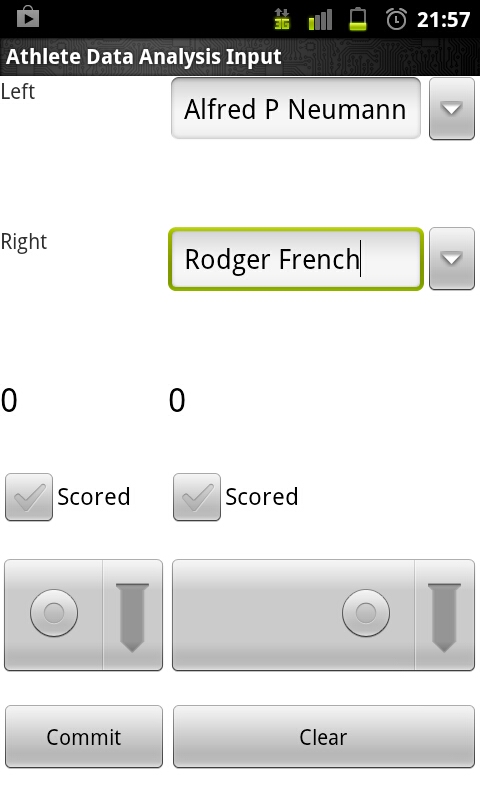 3G 21:57
Athlete Data Analysis Input
Left Alfred P Neumann
Right Rodger French
0 0
Scored Scored
Commit Clear